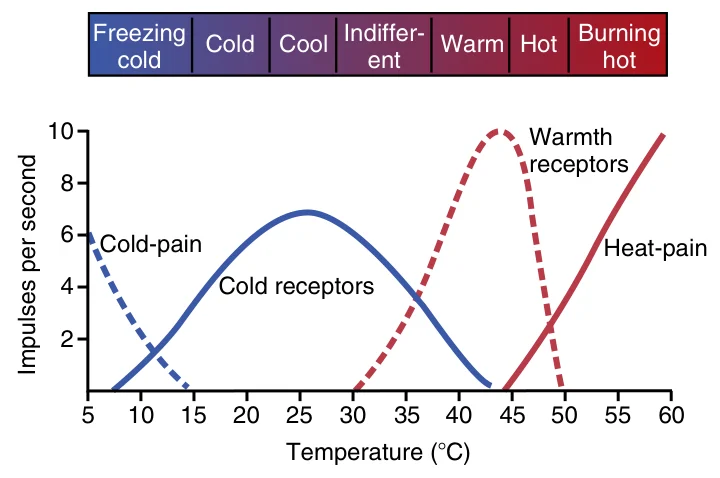 Freezing
cold
Cold
Cool
Indiffer-
ent
Warm
Hot
Burning
hot
10
8
6
4
2
Impulses per second
Cold-pain
Cold receptors
Warmth
receptors
Heat-pain
5 10 15 20 25 30 35 40 45 50 55 60
Temperature (°C)